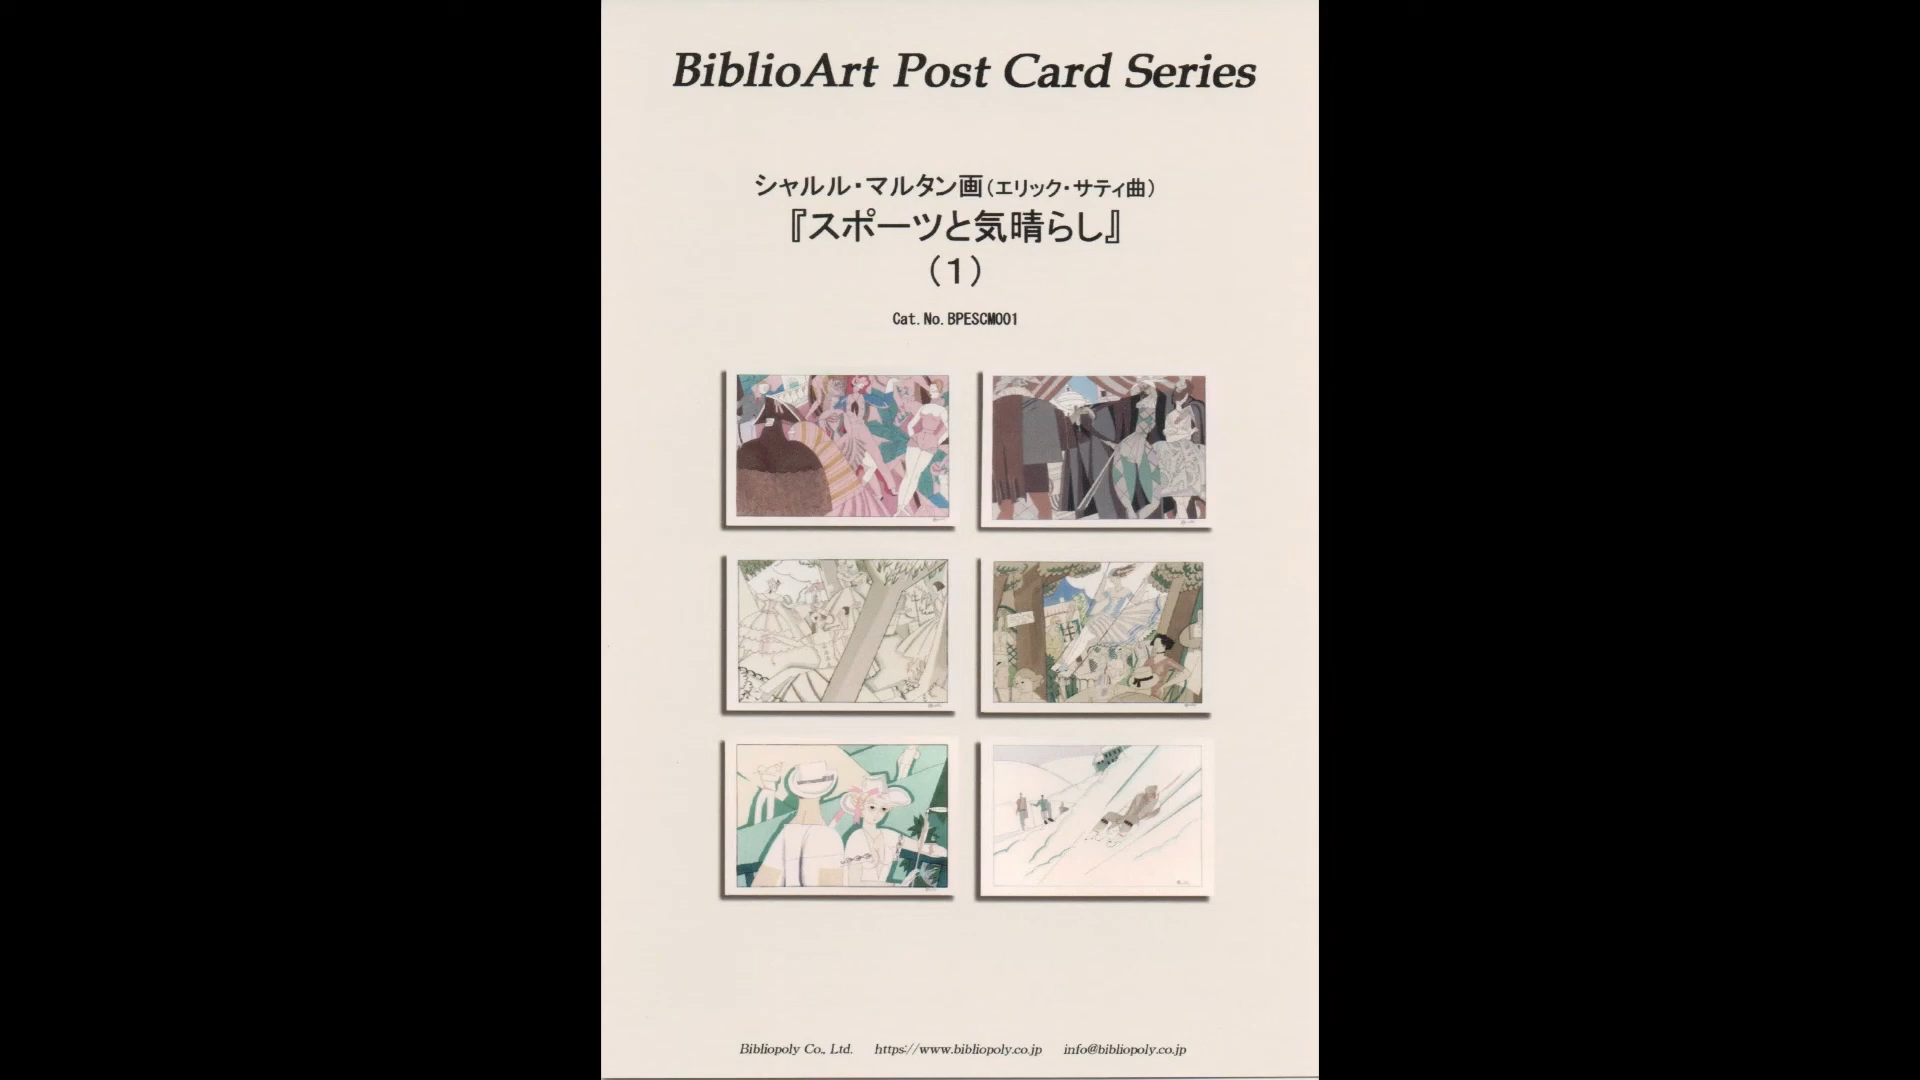 BiblioArt Post Card Series
シャルル・マルタン画（エリック・サティ曲）
『スポーツと気晴らし』
（１）
Cat.No.BPESCM001
Bibliopoly Co., Ltd. https://www.bibliopoly.co.jp info@bibliopoly.co.jp